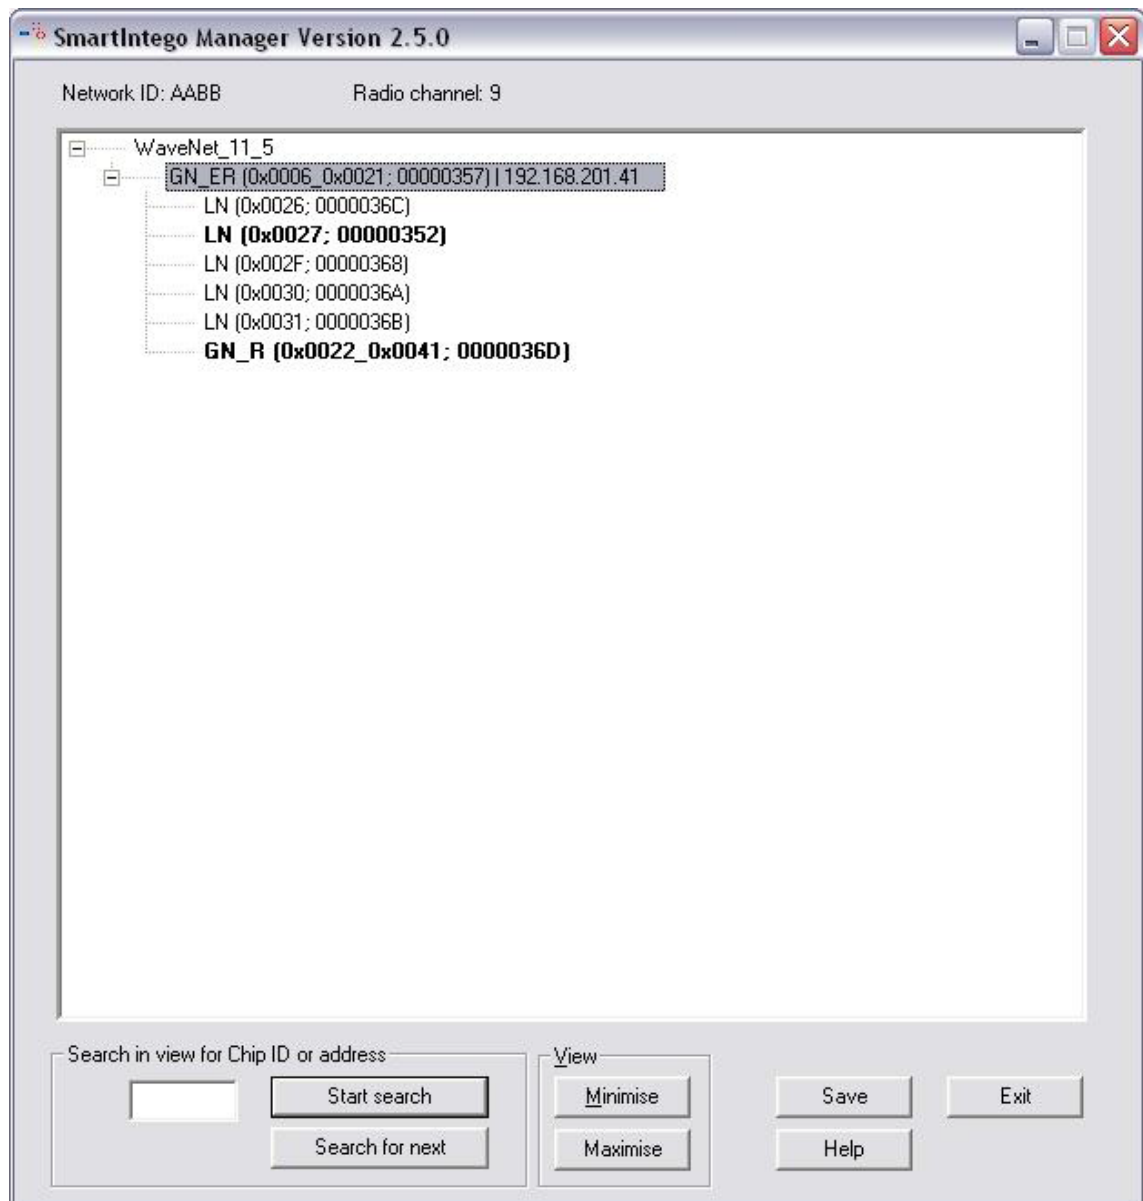 SmartIntego Manager Version 2.5.0
Network ID: AABB Radio channel: 9
WaveNet_11_5
GN_ER (0x0006_0x0021; 00000357) | 192.168.201.41
LN (0x0026; 0000036C)
LN (0x0027; 00000352)
LN (0x002F; 00000368)
LN (0x0030; 0000036A)
LN (0x0031; 0000036B)
GN_R (0x0022_0x0041; 0000036D)
Search in view for Chip ID or address
Start search
Search for next
View
Minimise
Maximise
Save
Exit
Help